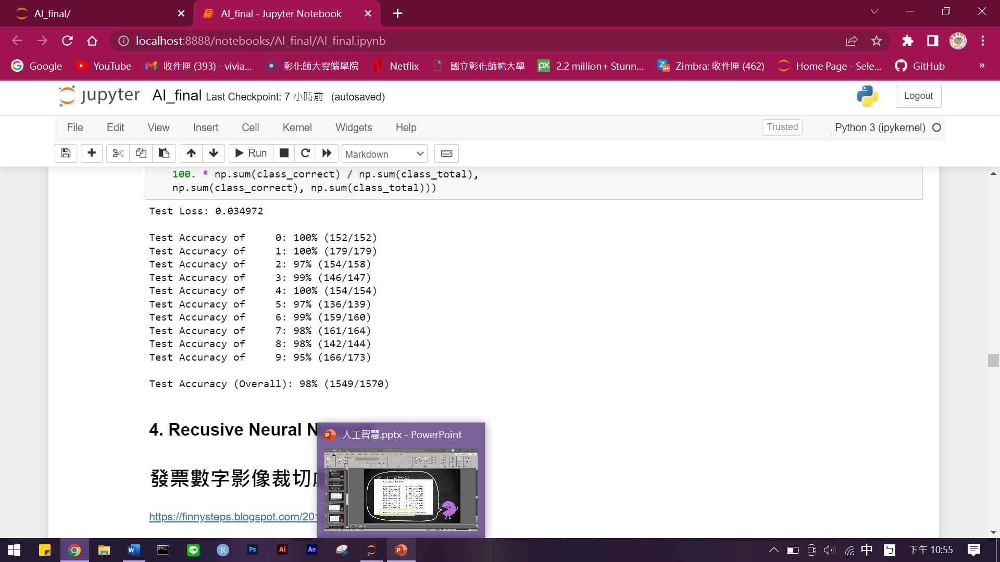 AI_final/
AI_final - Jupyter Notebook
localhost:8888/notebooks/AI_final/AI_final.ipynb
Google YouTube 收件匣 (393) - vivia... 彰化師大雲端學院 Netflix 國立彰化師範大學 px 2.2 million+ Stunn... Zimbra: 收件匣 (462) Home Page - Sele... GitHub »
jupyter AI_final Last Checkpoint: 7 小時前 (autosaved) Logout
File Edit View Insert Cell Kernel Widgets Help Trusted Python 3 (ipykernel)
Run Markdown
100. * np.sum(class_correct) / np.sum(class_total),
np.sum(class_correct), np.sum(class_total)))
Test Loss: 0.034972
Test Accuracy of 0: 100% (152/152)
Test Accuracy of 1: 100% (179/179)
Test Accuracy of 2: 97% (154/158)
Test Accuracy of 3: 99% (146/147)
Test Accuracy of 4: 100% (154/154)
Test Accuracy of 5: 97% (136/139)
Test Accuracy of 6: 99% (159/160)
Test Accuracy of 7: 98% (161/164)
Test Accuracy of 8: 98% (142/144)
Test Accuracy of 9: 95% (166/173)
Test Accuracy (Overall): 98% (1549/1570)
4. Recusive Neural N
人工智慧.pptx - PowerPoint
發票數字影像裁切
https://finnysteps.blogspot.com/201
中 下午 10:55